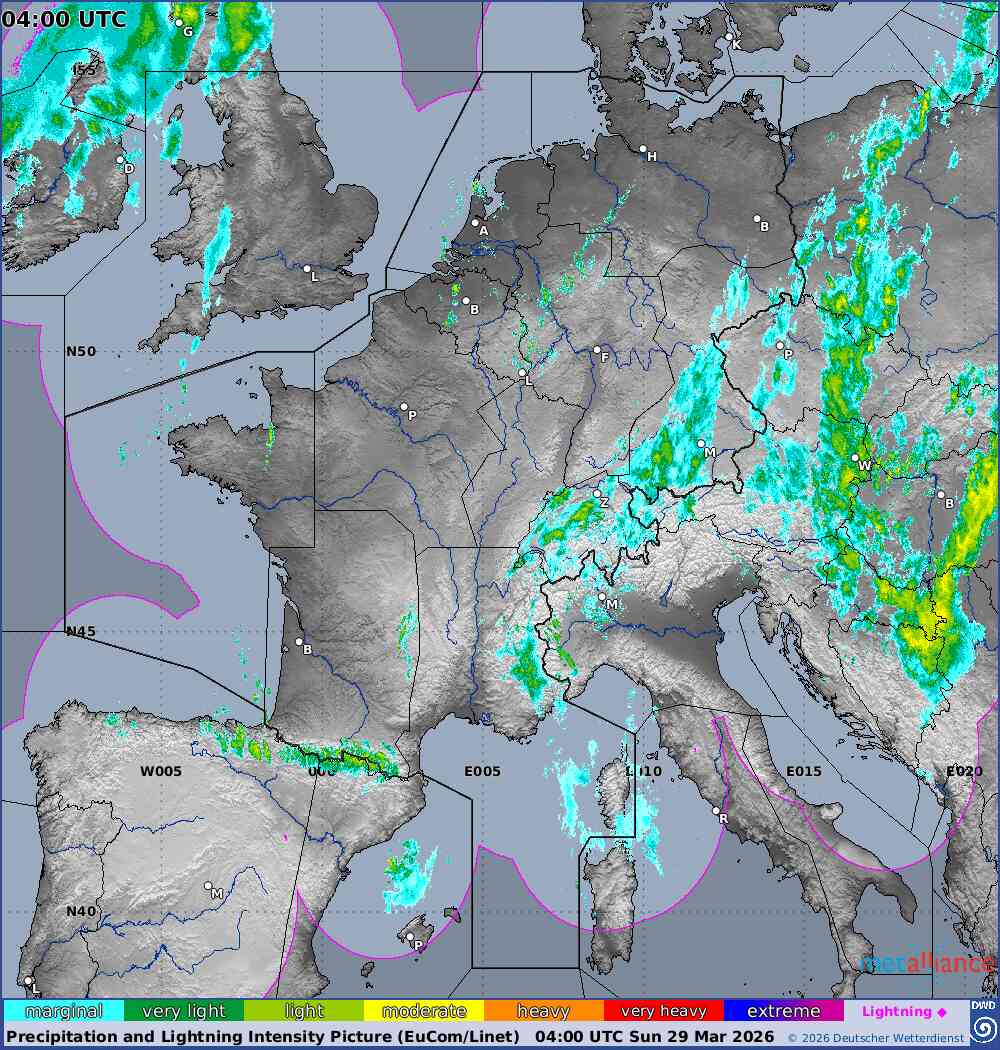 04:00 UTC
G
K
N55
D
H
A
B
L
B
N50
F
P
L
P
M
W
Z
B
M
N45
B
W005
000
E005
E010
E015
E020
R
M
N40
P
L
metalliance
marginal very light light moderate heavy very heavy extreme Lightning ◆ DWD
Precipitation and Lightning Intensity Picture (EuCom/Linet) 04:00 UTC Sun 29 Mar 2026 © 2026 Deutscher Wetterdienst